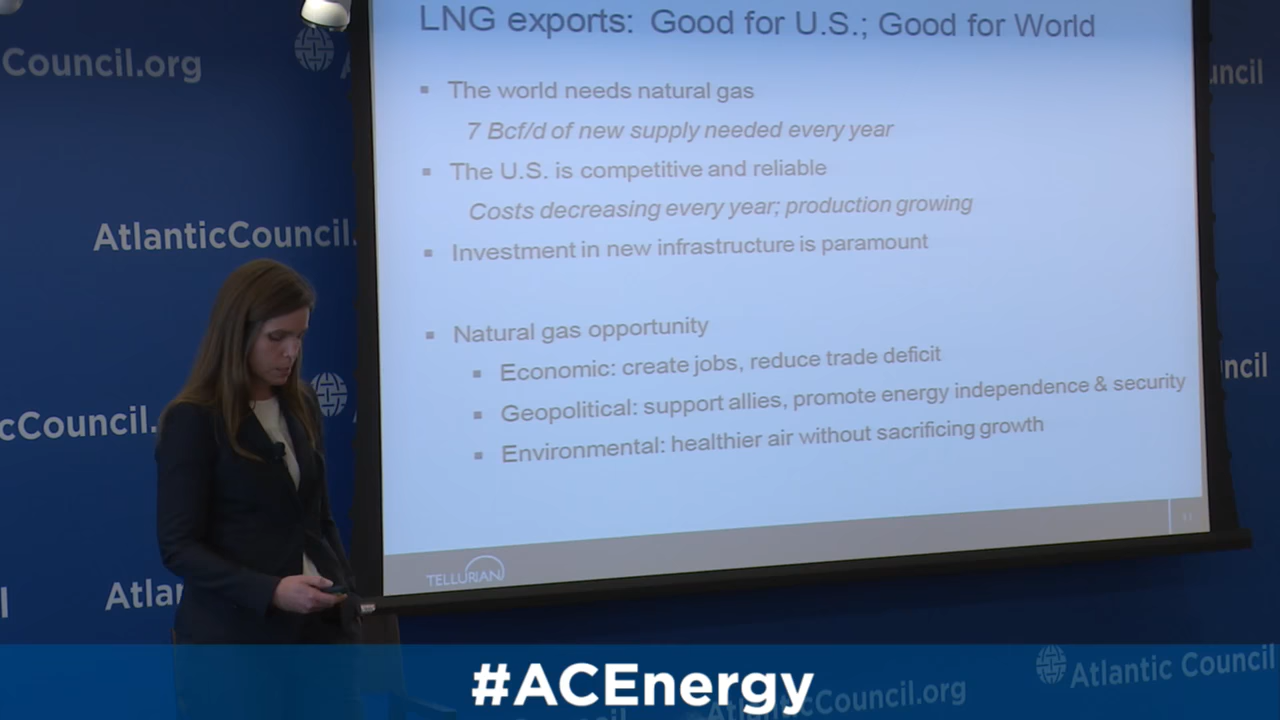 LNG exports: Good for U.S.; Good for World
The world needs natural gas
7 Bcf/d of new supply needed every year
The U.S. is competitive and reliable
Costs decreasing every year; production growing
Investment in new infrastructure is paramount
Natural gas opportunity
Economic: create jobs, reduce trade deficit
Geopolitical: support allies, promote energy independence & security
Environmental: healthier air without sacrificing growth
TELLURIAN
Council.org
AtlanticCouncil.
cCouncil.
Atlan
uncil
ncil
#ACEnergy
Atlantic Council
cCouncil.org